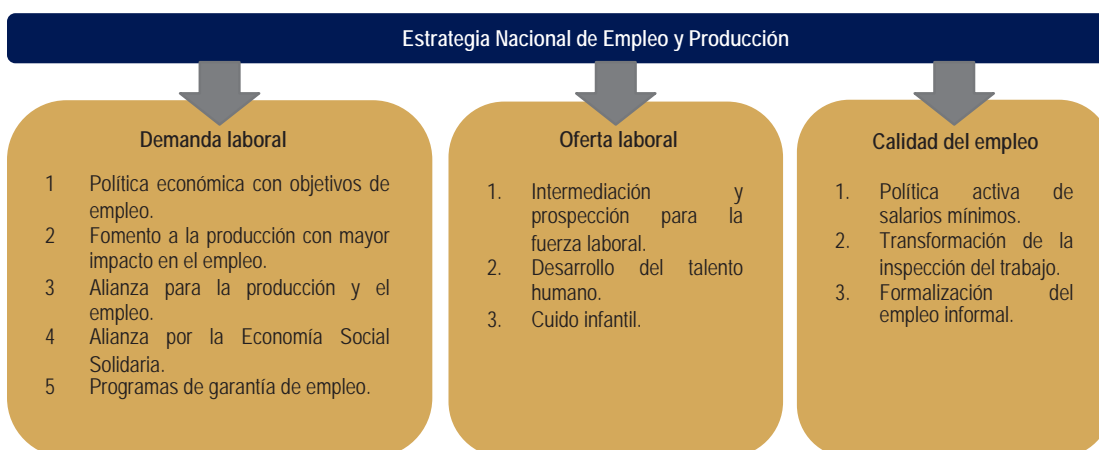 Estrategia Nacional de Empleo y Producción
Demanda laboral
1 Política económica con objetivos de
empleo.
2 Fomento a la producción con mayor
impacto en el empleo.
3 Alianza para la producción y el
empleo.
4 Alianza por la Economía Social
Solidaria.
5 Programas de garantía de empleo.
Oferta laboral
1. Intermediación y
prospección para la
fuerza laboral.
2. Desarrollo del talento
humano.
3. Cuido infantil.
Calidad del empleo
1. Política activa de
salarios mínimos.
2. Transformación de la
inspección del trabajo.
3. Formalización del
empleo informal.